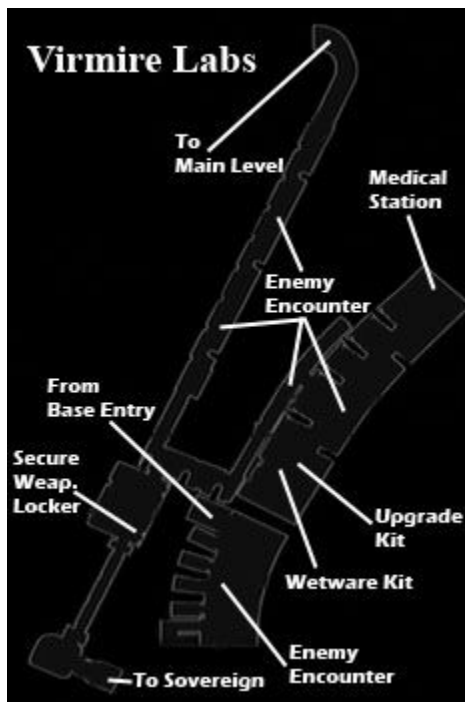 Virmire Labs
To
Main Level
Medical
Station
Enemy
Encounter
From
Base Entry
Secure
Weap.
Locker
Upgrade
Kit
Wetware Kit
Enemy
Encounter
To Sovereign